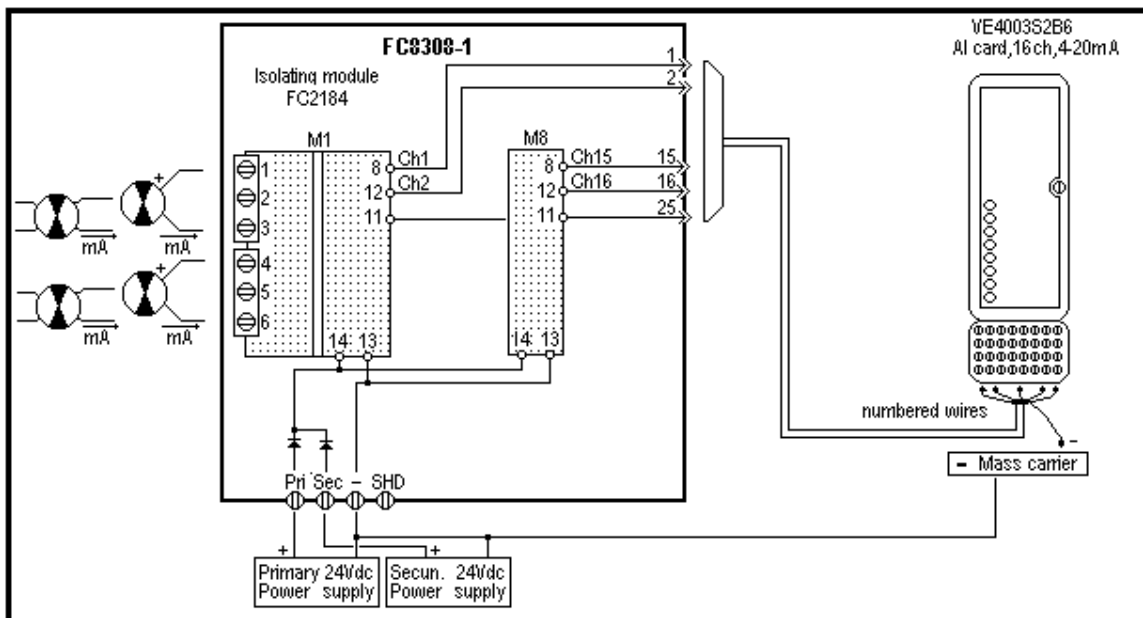 FC8308-1
Isolating module
FC2184
M1
1
2
3
4
5
6
8
Ch1
12
Ch2
11
14
13
M8
8
Ch15
12
Ch16
11
14
13
1
2
15
16
25
+
mA
+
mA
+
mA
+
mA
Pri
Sec
–
SHD
+
Primary 24Vdc
Power supply
+
Secun. 24Vdc
Power supply
VE4003S2B6
AI card,16ch,4-20mA
numbered wires
-
- Mass carrier